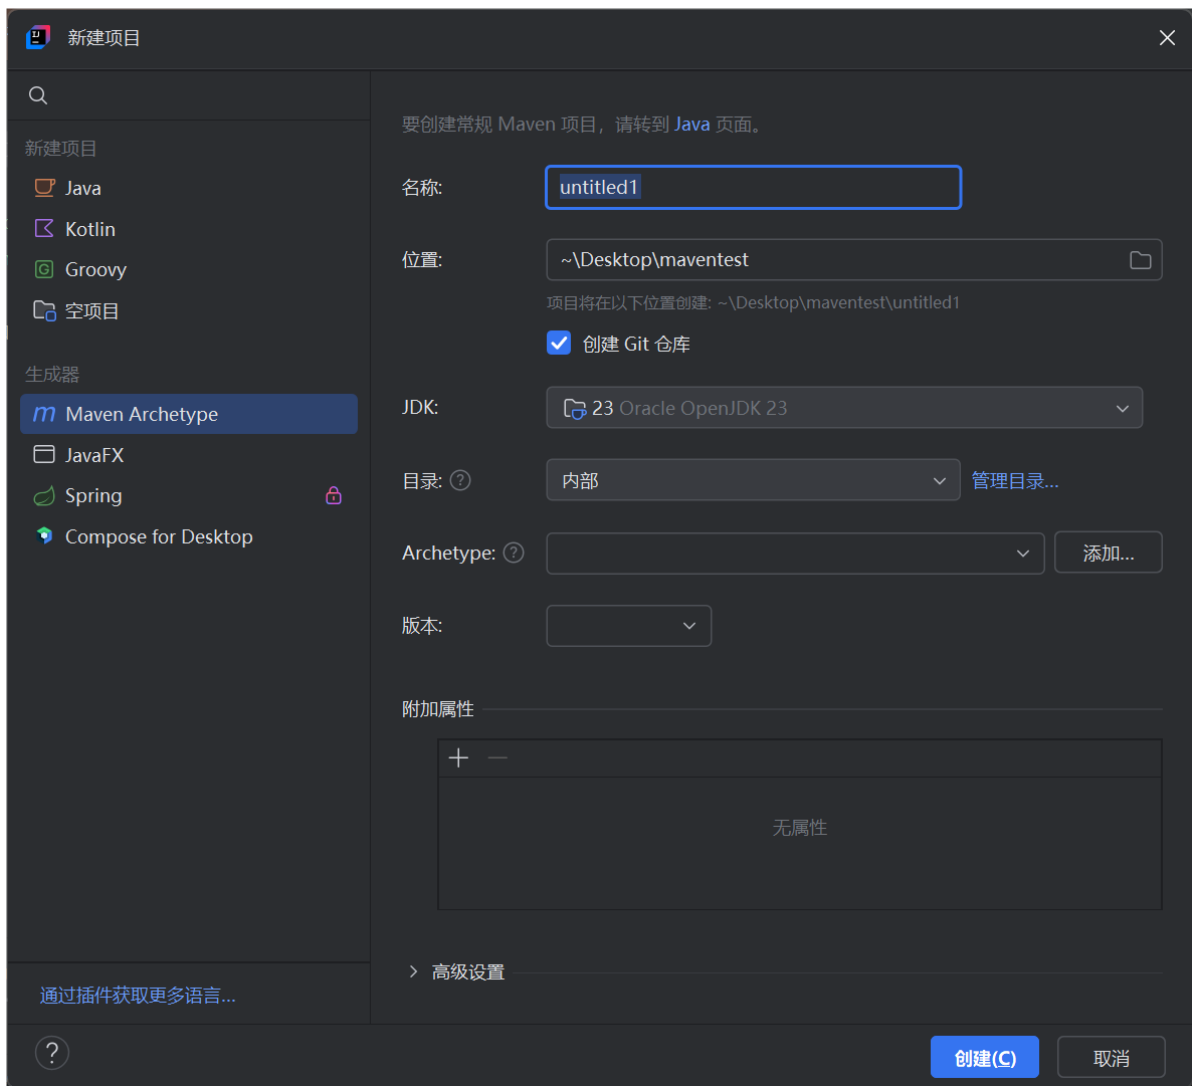 新建项目
新建项目
Java
Kotlin
Groovy
空项目
生成器
Maven Archetype
JavaFX
Spring
Compose for Desktop
通过插件获取更多语言...
要创建常规 Maven 项目，请转到 Java 页面。
名称: untitled1
位置: ~\Desktop\maventest
项目将在以下位置创建: ~\Desktop\maventest\untitled1
创建 Git 仓库
JDK: 23 Oracle OpenJDK 23
目录: ? 内部 管理目录...
Archetype: ? 添加...
版本:
附加属性
无属性
高级设置
? 创建(C) 取消